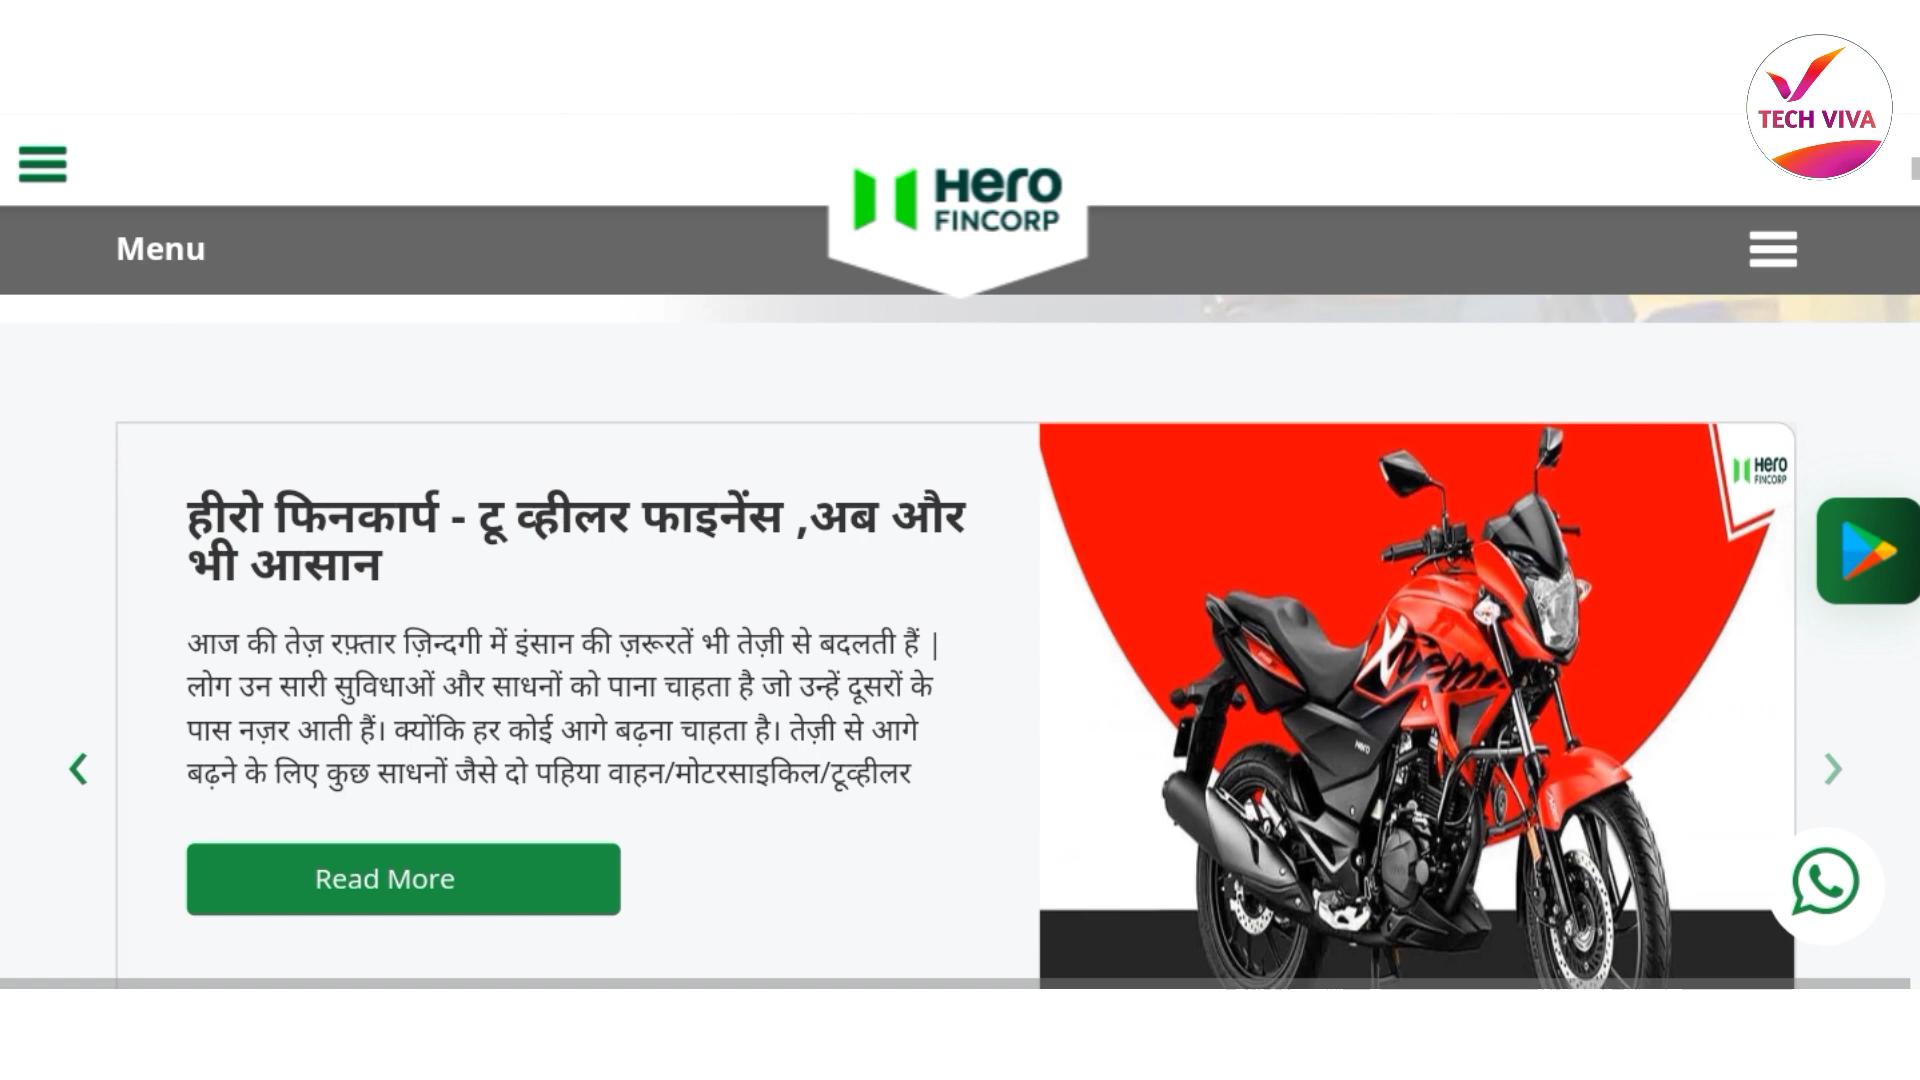 TECH VIVA
Hero
FINCORP
Menu
हीरो फिनकार्प - टू व्हीलर फाइनेंस ,अब और
भी आसान
आज की तेज़ रफ़्तार ज़िन्दगी में इंसान की ज़रूरतें भी तेज़ी से बदलती हैं |
लोग उन सारी सुविधाओं और साधनों को पाना चाहता है जो उन्हें दूसरों के
पास नज़र आती हैं। क्योंकि हर कोई आगे बढ़ना चाहता है। तेज़ी से आगे
बढ़ने के लिए कुछ साधनों जैसे दो पहिया वाहन/मोटरसाइकिल/टूव्हीलर
Read More
Hero
FINCORP
Xtreme
Hero